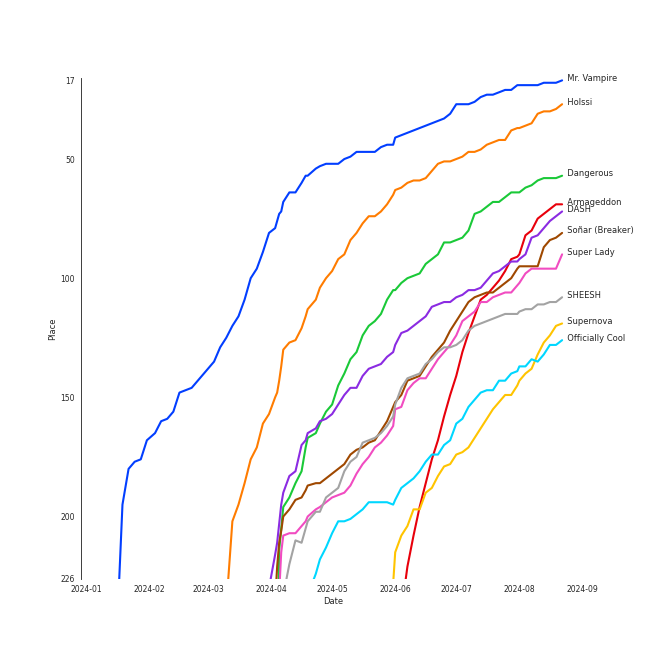 17
50
100
150
200
226
Place
2024-01
2024-02
2024-03
2024-04
2024-05
2024-06
2024-07
2024-08
2024-09
Date
Mr. Vampire
Holssi
Dangerous
Armageddon
DASH
Soñar (Breaker)
Super Lady
SHEESH
Supernova
Officially Cool